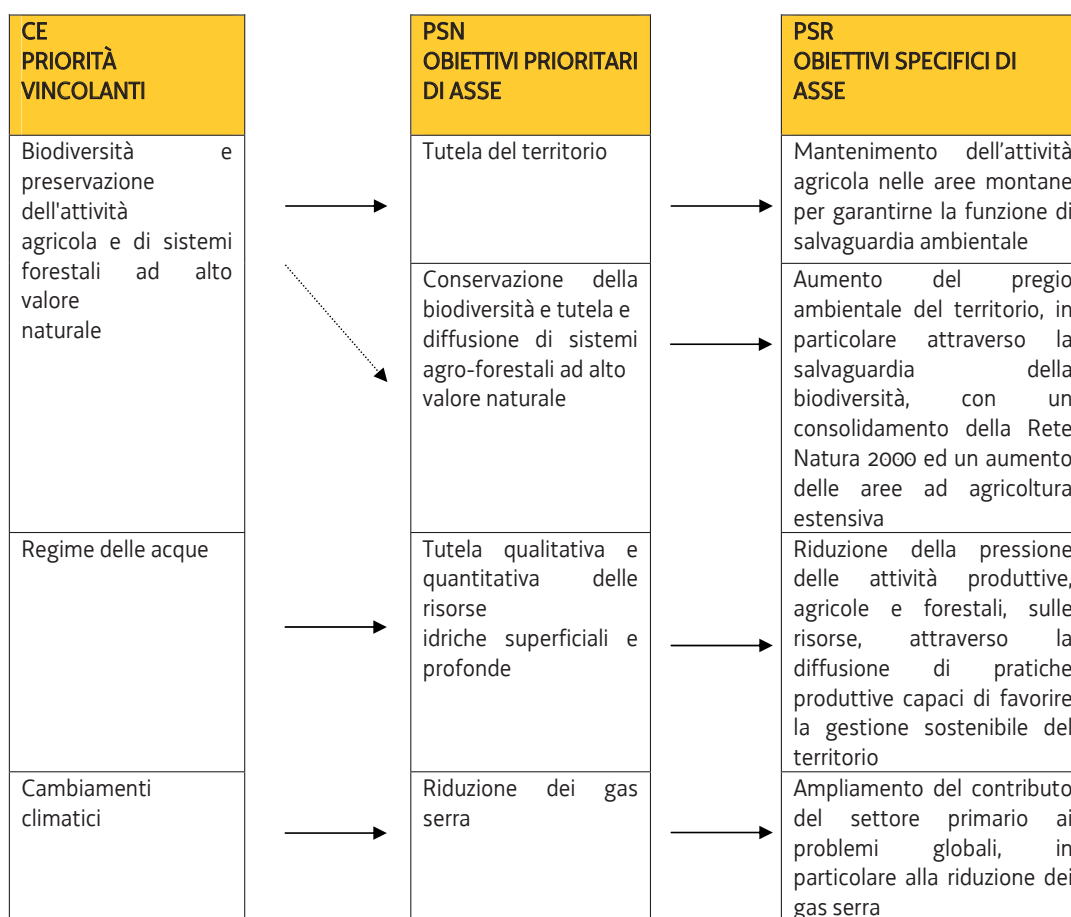 CE
PRIORITÀ
VINCOLANTI
PSN
OBIETTIVI PRIORITARI
DI ASSE
PSR
OBIETTIVI SPECIFICI DI
ASSE
Biodiversità e
preservazione
dell'attività
agricola e di sistemi
forestali ad alto
valore
naturale
Tutela del territorio
Mantenimento dell'attività
agricola nelle aree montane
per garantirne la funzione di
salvaguardia ambientale
Conservazione della
biodiversità e tutela e
diffusione di sistemi
agro-forestali ad alto
valore naturale
Aumento del pregio
ambientale del territorio, in
particolare attraverso la
salvaguardia della
biodiversità, con un
consolidamento della Rete
Natura 2000 ed un aumento
delle aree ad agricoltura
estensiva
Regime delle acque
Tutela qualitativa e
quantitativa delle
risorse
idriche superficiali e
profonde
Riduzione della pressione
delle attività produttive,
agricole e forestali, sulle
risorse, attraverso la
diffusione di pratiche
produttive capaci di favorire
la gestione sostenibile del
territorio
Cambiamenti
climatici
Riduzione dei gas
serra
Ampliamento del contributo
del settore primario ai
problemi globali, in
particolare alla riduzione dei
gas serra